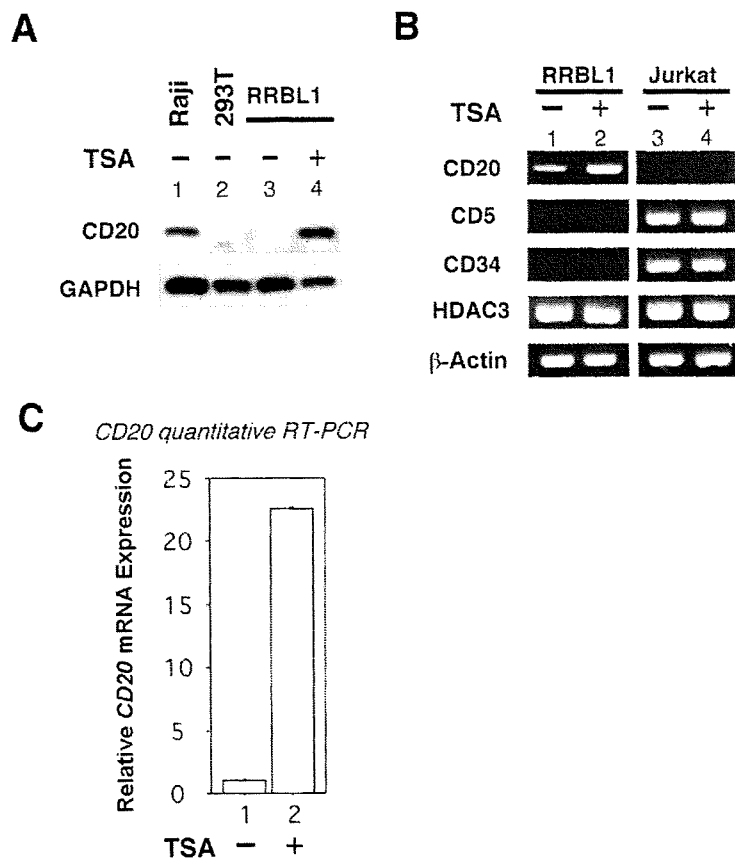 A
Raji 293T RRBL1
TSA − − − +
1 2 3 4
CD20
GAPDH
B
RRBL1 Jurkat
TSA − + − +
1 2 3 4
CD20
CD5
CD34
HDAC3
β-Actin
C
CD20 quantitative RT-PCR
Relative CD20 mRNA Expression
25
20
15
10
5
0
1 2
TSA − +